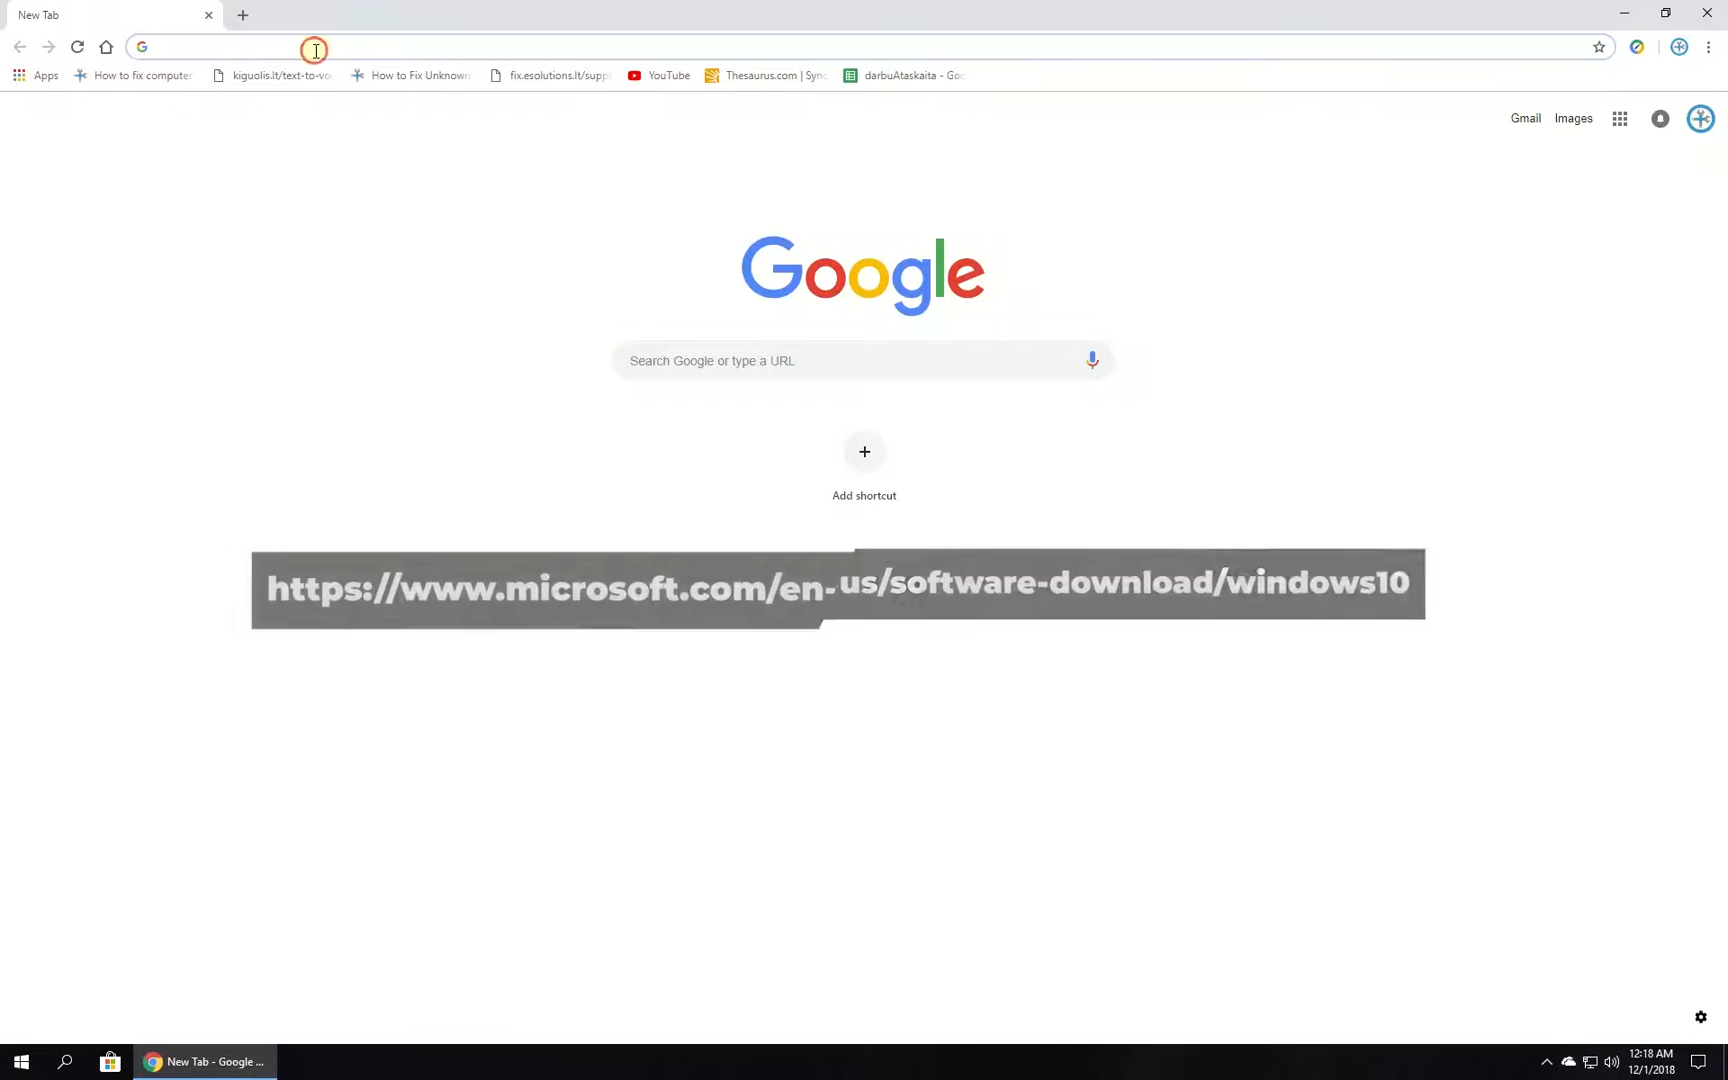 New Tab
Apps
How to fix computer
kiguolis.lt/text-to-vo
How to Fix Unknown
fix.esolutions.lt/supp
YouTube
Thesaurus.com | Syno
darbuAtaskaita - Goo
Gmail
Images
Google
Search Google or type a URL
+
Add shortcut
https://www.microsoft.com/en-us/software-download/windows10
New Tab - Google ...
12:18 AM
12/1/2018